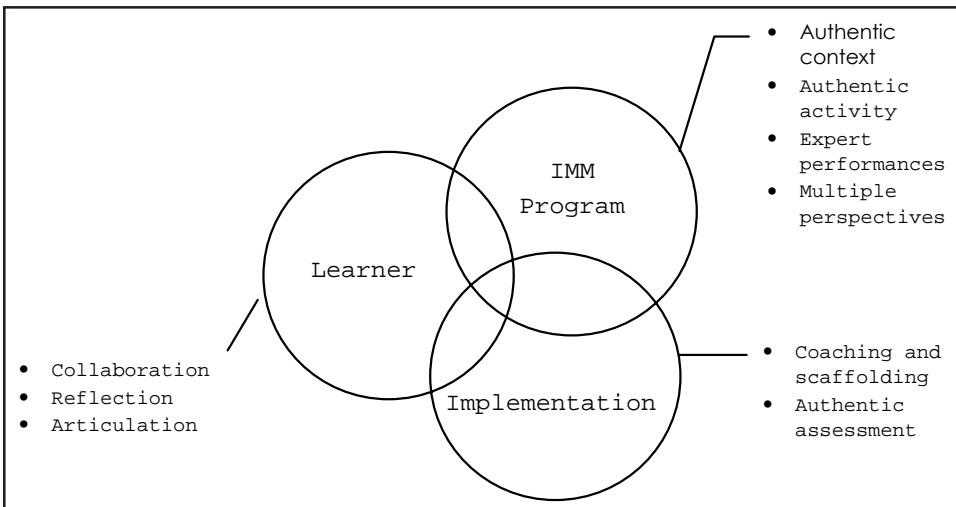 • Authentic
context
• Authentic
activity
• Expert
performances
• Multiple
perspectives
IMM
Program
Learner
Implementation
• Collaboration
• Reflection
• Articulation
• Coaching and
scaffolding
• Authentic
assessment